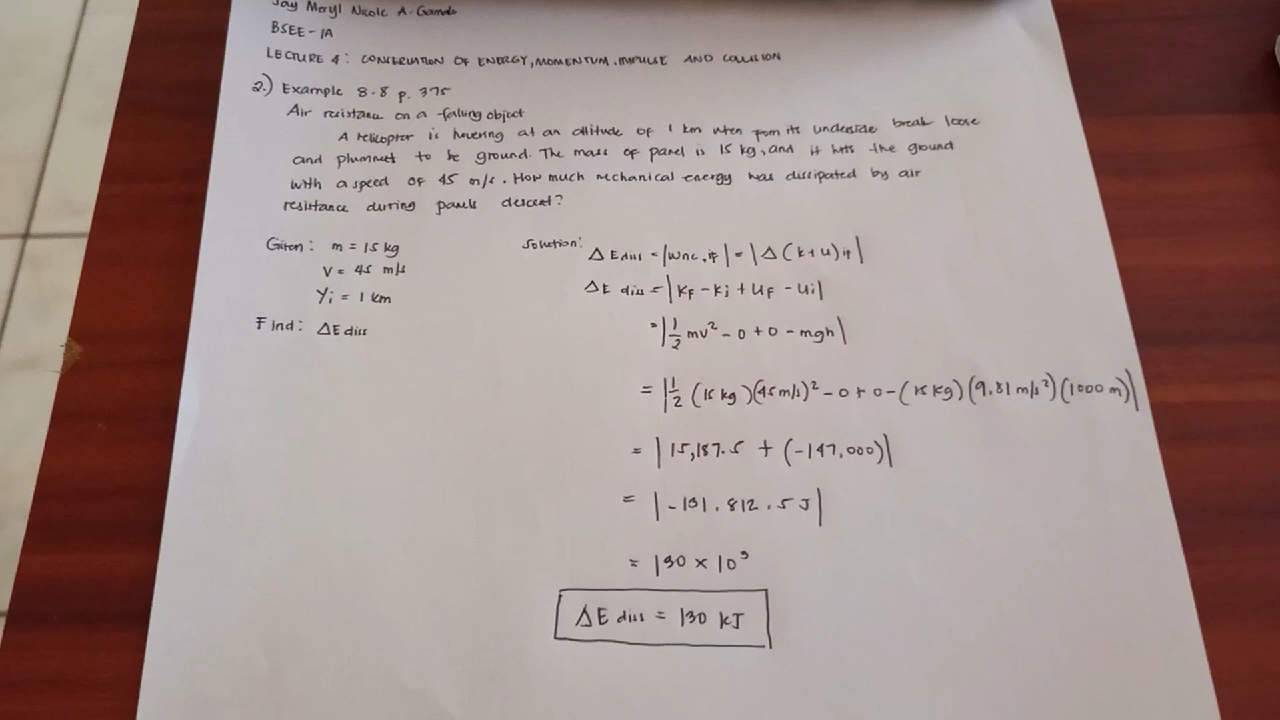 Jay Meryl Nicole A. Gamale
BSEE - 1A
LECTURE 4: CONSERVATION OF ENERGY, MOMENTUM, IMPULSE AND COLLISION
2.) Example 8.8 p. 375
Air resistance on a falling object
A helicopter is hovering at an altitude of 1 km when from its underside break loose
and plummet to he ground. The mass of panel is 15 kg, and it hits the ground
with a speed of 45 m/s. How much mechanical energy was dissipated by air
resistance during panels descent?
Given: m = 15 kg
V = 45 m/s
Yi = 1 km
Find: ΔE diss
Solution:
ΔE diss = |Wnc, if| = |Δ(k+u)if|
ΔE diss = |KF - Ki + UF - Ui|
= |1/2 mv² - 0 + 0 - mgh|
= |1/2 (15 kg)(45 m/s)² - 0 + 0 - (15 kg)(9.81 m/s²)(1000 m)|
= |15,187.5 + (-147,000)|
= |-131.812.5 J|
= 130 × 10³
ΔE diss = 130 kJ